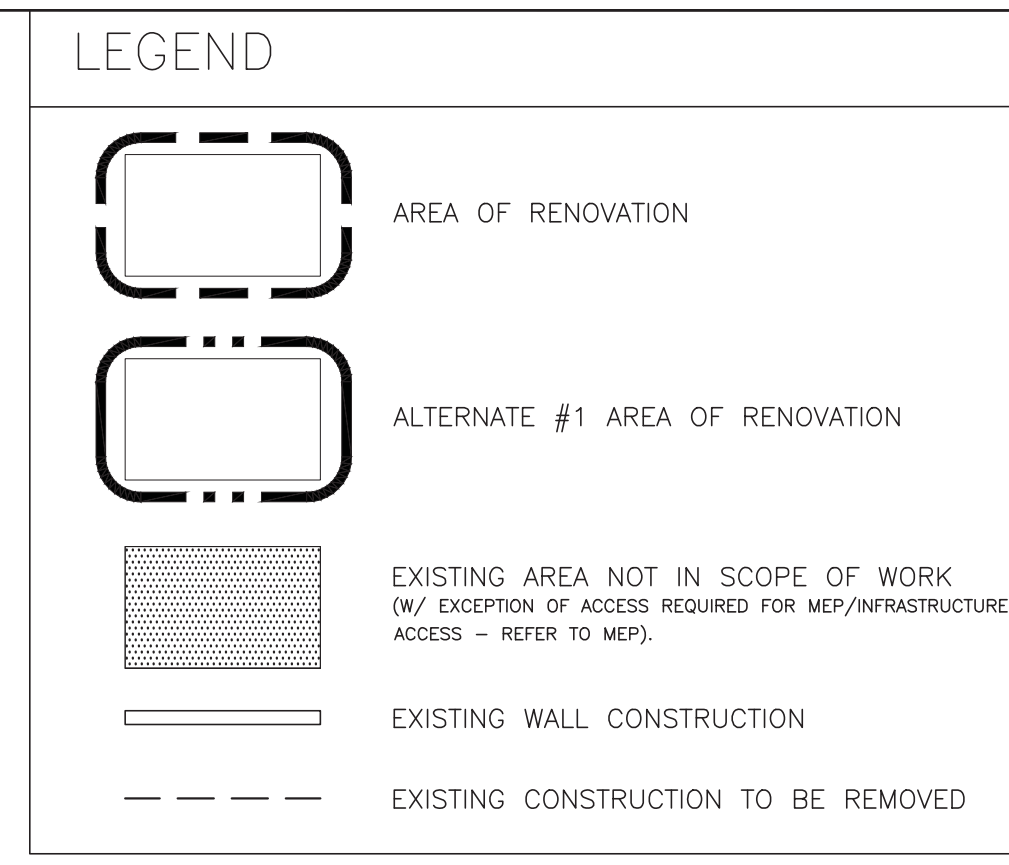 LEGEND
AREA OF RENOVATION
ALTERNATE #1 AREA OF RENOVATION
EXISTING AREA NOT IN SCOPE OF WORK
(W/ EXCEPTION OF ACCESS REQUIRED FOR MEP/INFRASTRUCTURE
ACCESS – REFER TO MEP).
EXISTING WALL CONSTRUCTION
EXISTING CONSTRUCTION TO BE REMOVED